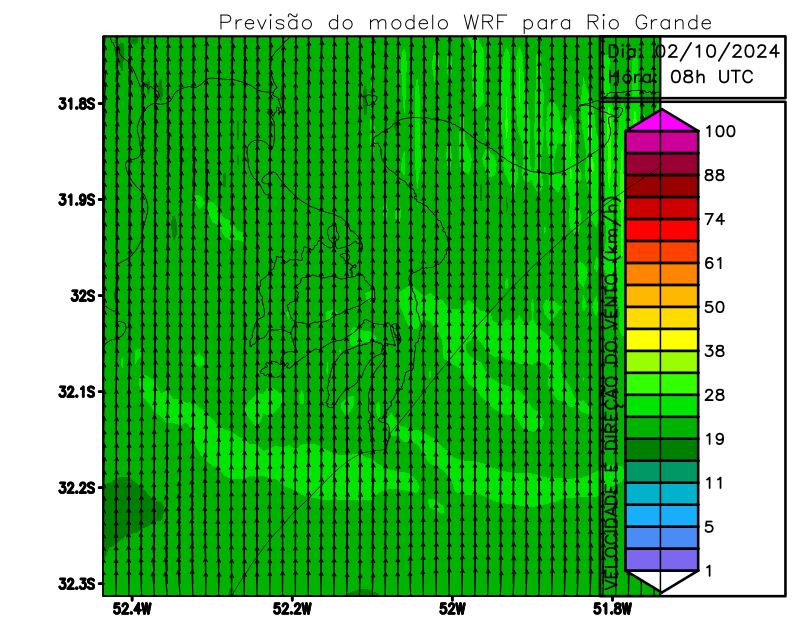 Previsão do modelo WRF para Rio Grande
Dia: 02/10/2024
Hora: 08h UTC
31.8S
31.9S
32S
32.1S
32.2S
32.3S
52.4W
52.2W
52W
51.8W
VELOCIDADE E DIREÇÃO DO VENTO (km/h)
100
88
74
61
50
38
28
19
11
5
1